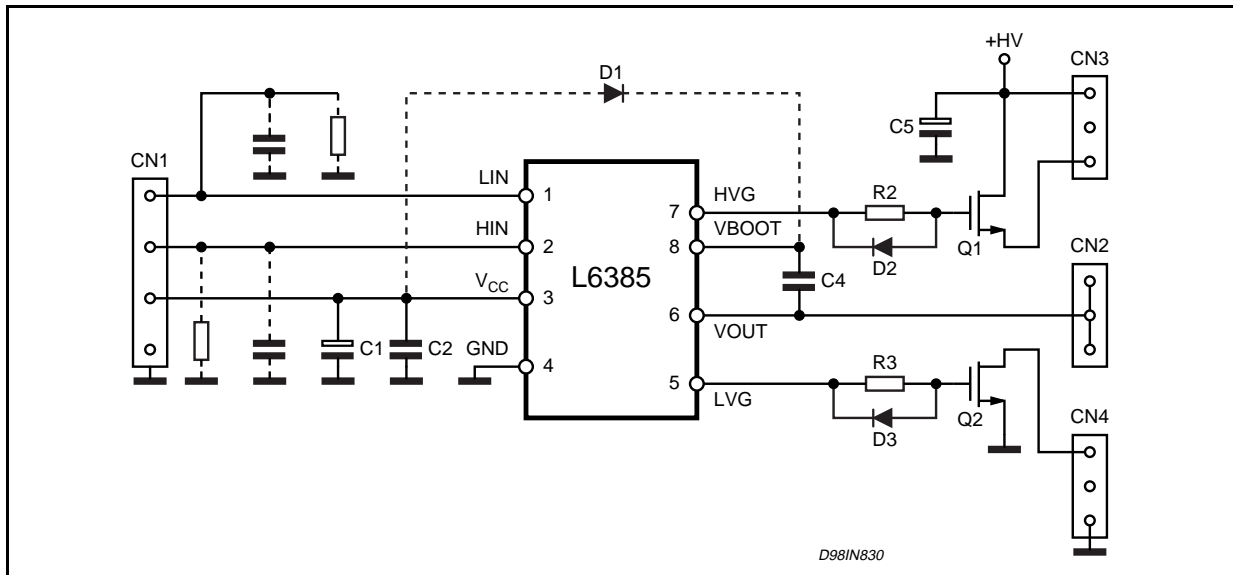 +HV
CN3
D1
C5
CN1
LIN
1
HVG
R2
7
VBOOT
HIN
D2
Q1
2
8
CN2
L6385
C4
VCC
3
6
C1
C2
VOUT
GND
4
R3
5
LVG
Q2
D3
CN4
D98IN830